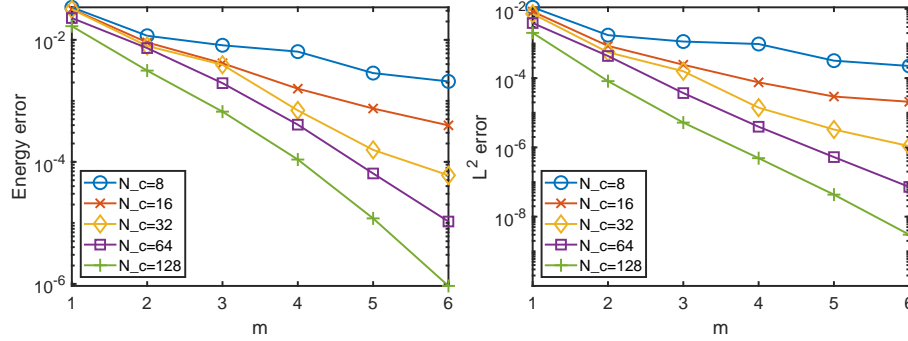 Energy error
10^-2
10^-4
10^-6
N_c=8
N_c=16
N_c=32
N_c=64
N_c=128
1 2 3 4 5 6
m
L^2 error
10^-2
10^-4
10^-6
10^-8
N_c=8
N_c=16
N_c=32
N_c=64
N_c=128
1 2 3 4 5 6
m